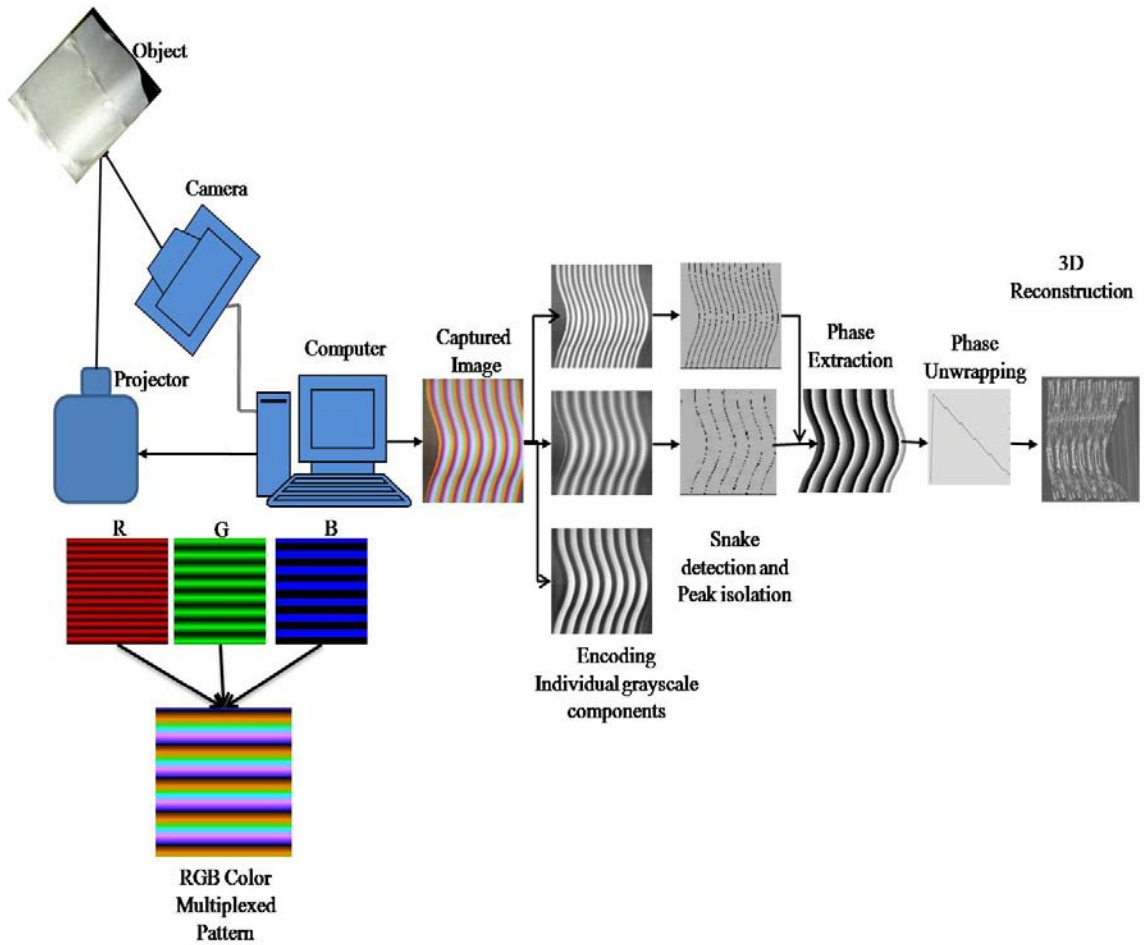 Object
Camera
Projector
Computer
Captured
Image
3D
Reconstruction
Phase
Extraction
Phase
Unwrapping
R
G
B
Snake
detection and
Peak isolation
Encoding
Individual grayscale
components
RGB Color
Multiplexed
Pattern